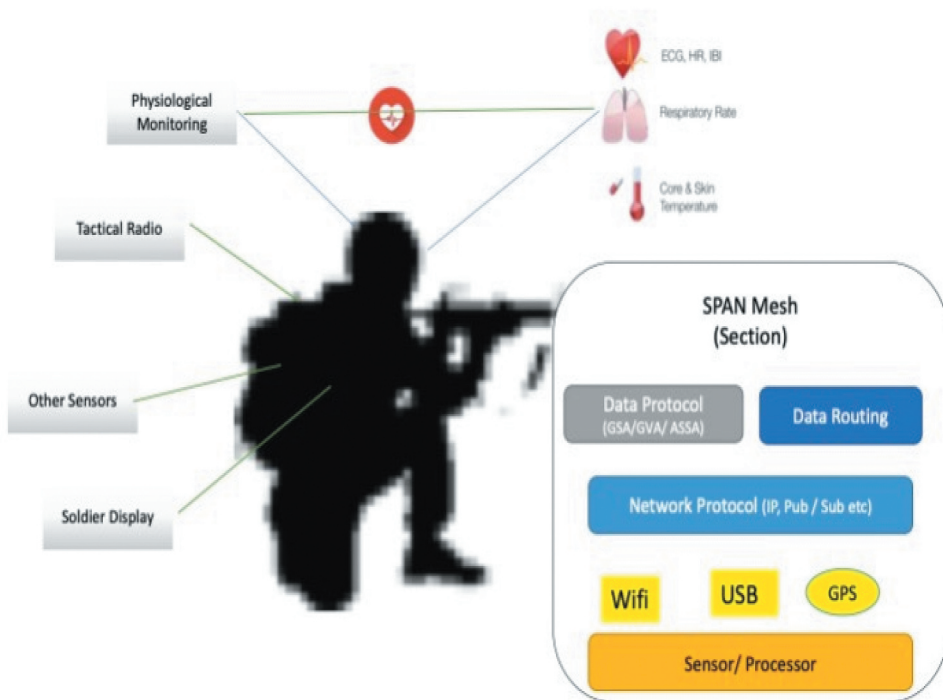 ECG, HR, IBI
Physiological
Monitoring
Respiratory Rate
Core & Skin
Temperature
Tactical Radio
Other Sensors
Soldier Display
SPAN Mesh
(Section)
Data Protocol
(GSA/GVA/ ASSA)
Data Routing
Network Protocol (IP, Pub / Sub etc)
Wifi
USB
GPS
Sensor/ Processor